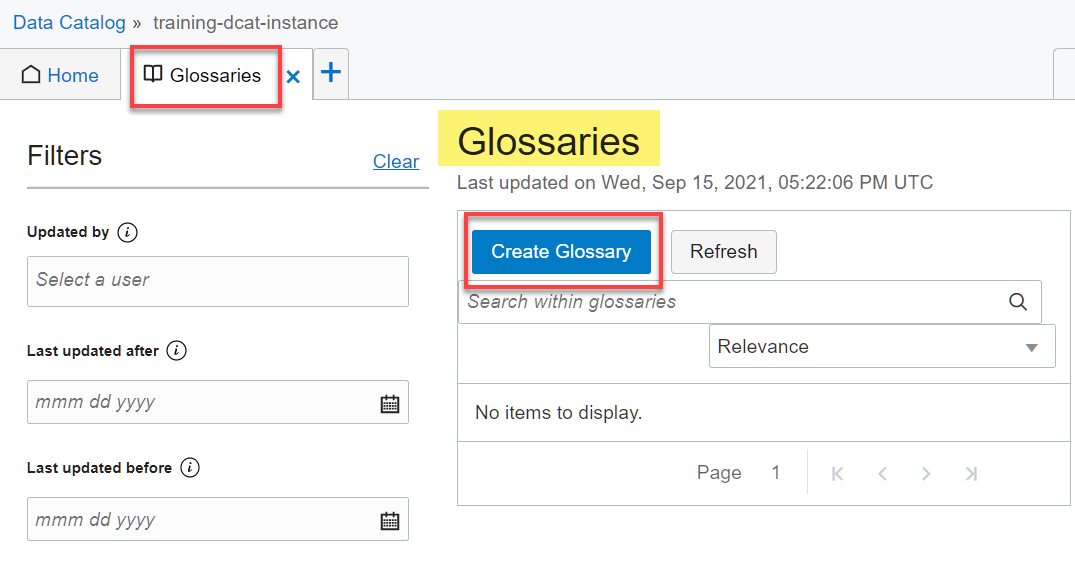 Data Catalog » training-dcat-instance
Home
Glossaries
Filters
Clear
Updated by
Select a user
Last updated after
mmm dd yyyy
Last updated before
mmm dd yyyy
Glossaries
Last updated on Wed, Sep 15, 2021, 05:22:06 PM UTC
Create Glossary
Refresh
Search within glossaries
Relevance
No items to display.
Page 1